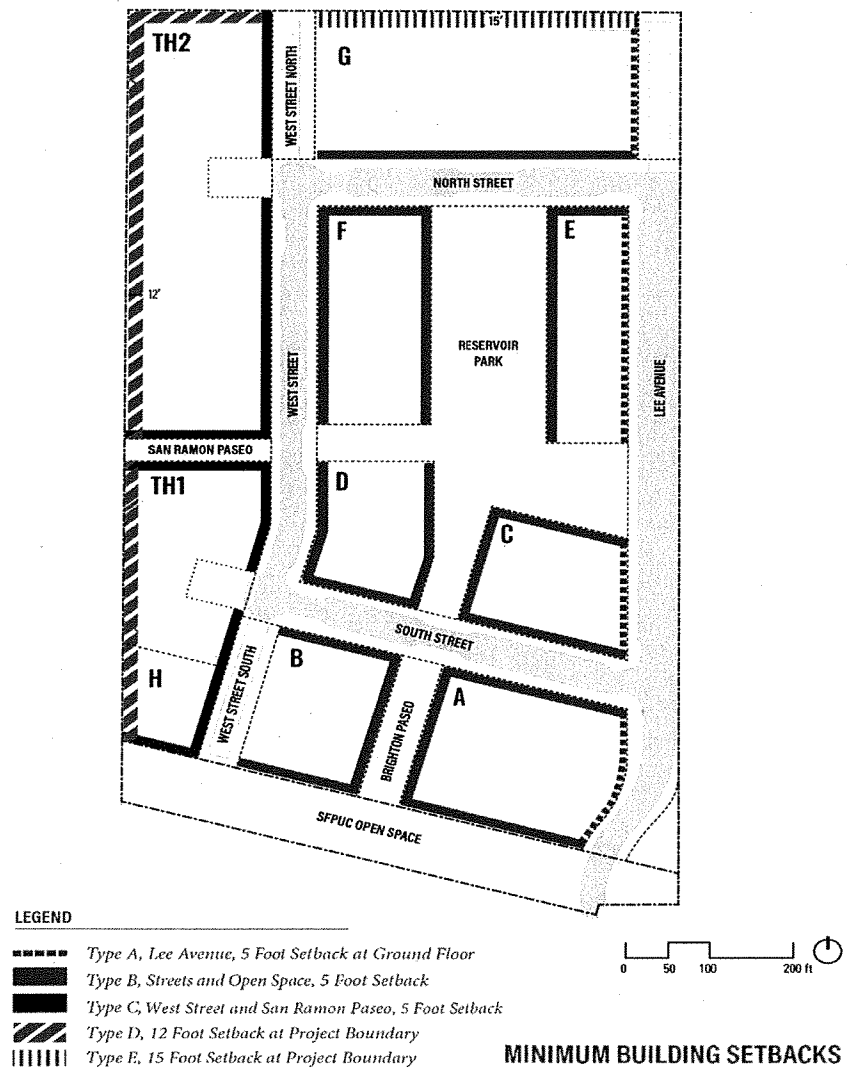 TH2
15'
G
WEST STREET NORTH
NORTH STREET
F
E
12'
RESERVOIR
PARK
WEST STREET
LEE AVENUE
SAN RAMON PASEO
TH1
D
C
SOUTH STREET
H
WEST STREET SOUTH
B
BRIGHTON PASEO
A
SFPUC OPEN SPACE
LEGEND
Type A, Lee Avenue, 5 Foot Setback at Ground Floor
Type B, Streets and Open Space, 5 Foot Setback
Type C, West Street and San Ramon Paseo, 5 Foot Setback
Type D, 12 Foot Setback at Project Boundary
Type E, 15 Foot Setback at Project Boundary
0 50 100 200 ft
MINIMUM BUILDING SETBACKS